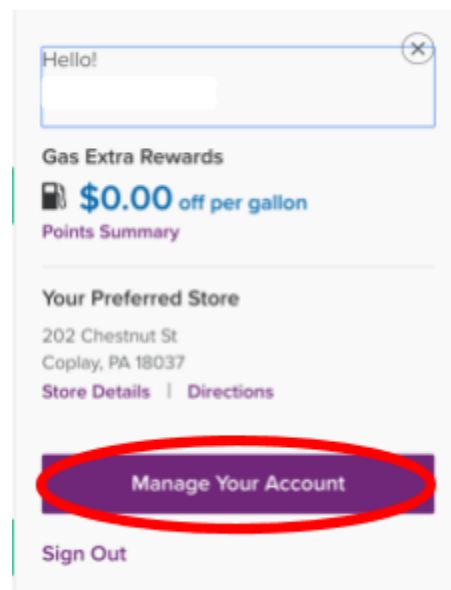 Hello!
Gas Extra Rewards
$0.00 off per gallon
Points Summary
Your Preferred Store
202 Chestnut St
Coplay, PA 18037
Store Details | Directions
Manage Your Account
Sign Out